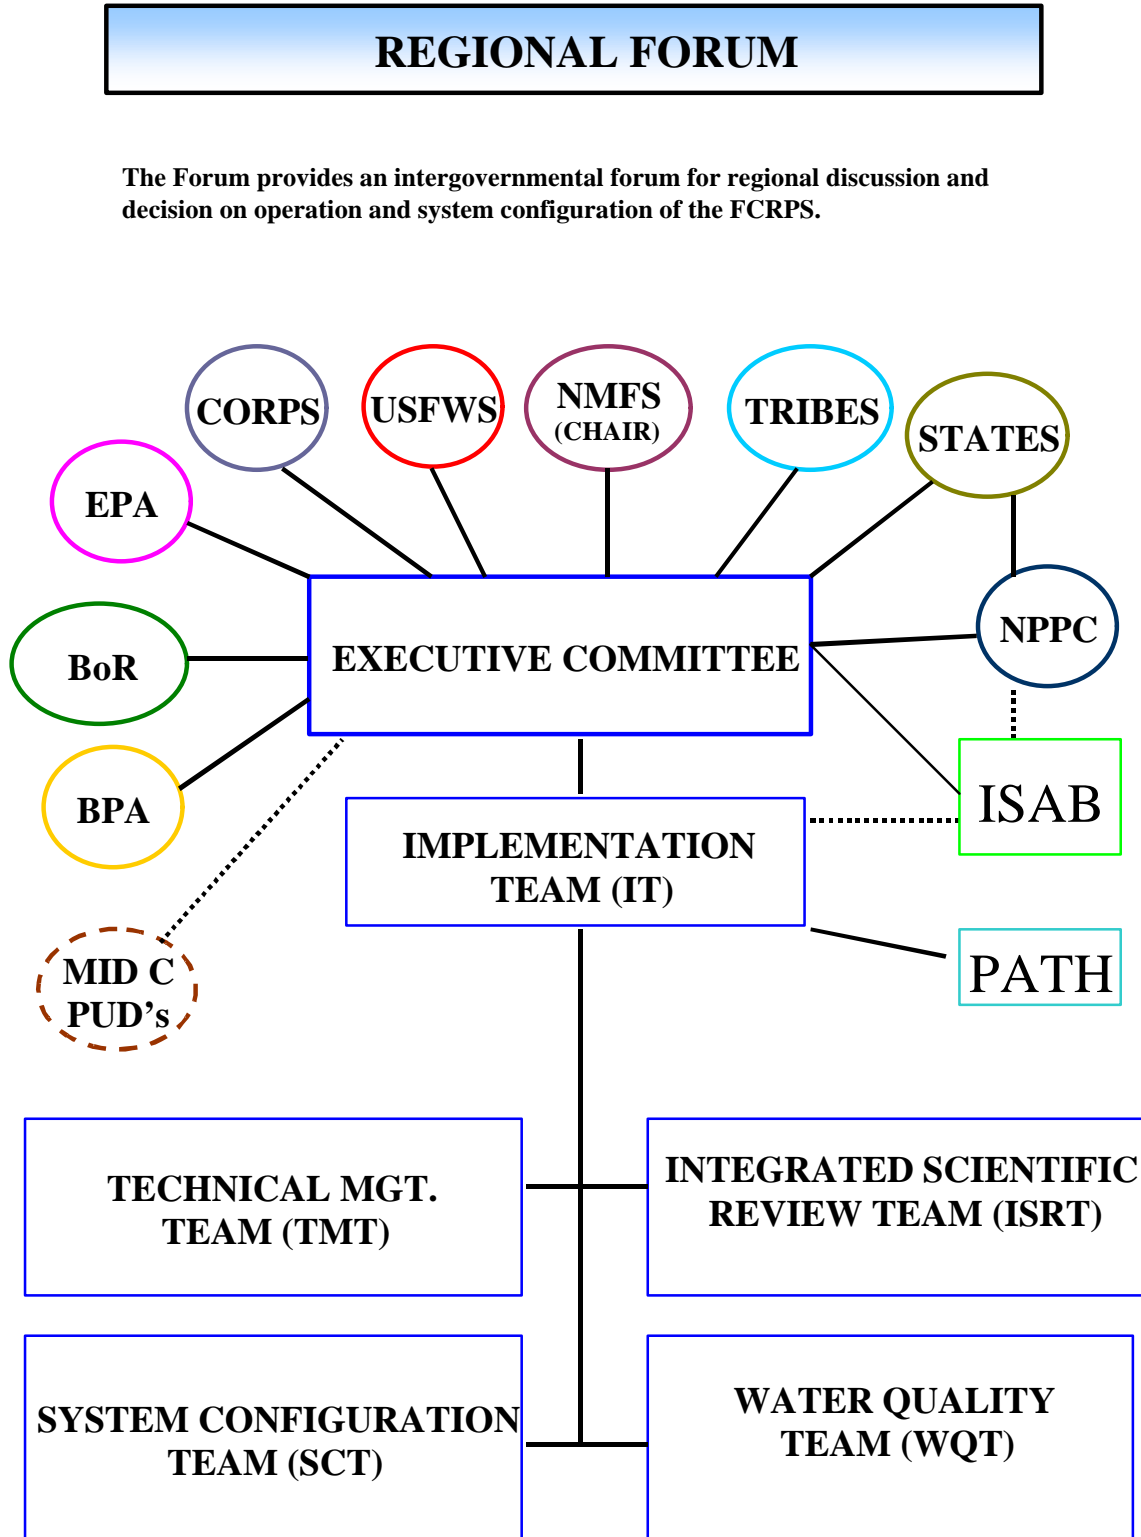 REGIONAL FORUM
The Forum provides an intergovernmental forum for regional discussion and
decision on operation and system configuration of the FCRPS.
CORPS
USFWS
NMFS
(CHAIR)
TRIBES
STATES
EPA
BoR
EXECUTIVE COMMITTEE
NPPC
BPA
IMPLEMENTATION
TEAM (IT)
ISAB
MID C
PUD’s
PATH
TECHNICAL MGT.
TEAM (TMT)
INTEGRATED SCIENTIFIC
REVIEW TEAM (ISRT)
SYSTEM CONFIGURATION
TEAM (SCT)
WATER QUALITY
TEAM (WQT)